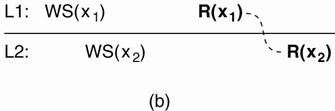 L1: WS(x₁) R(x₁)
L2: WS(x₂) R(x₂)
(b)